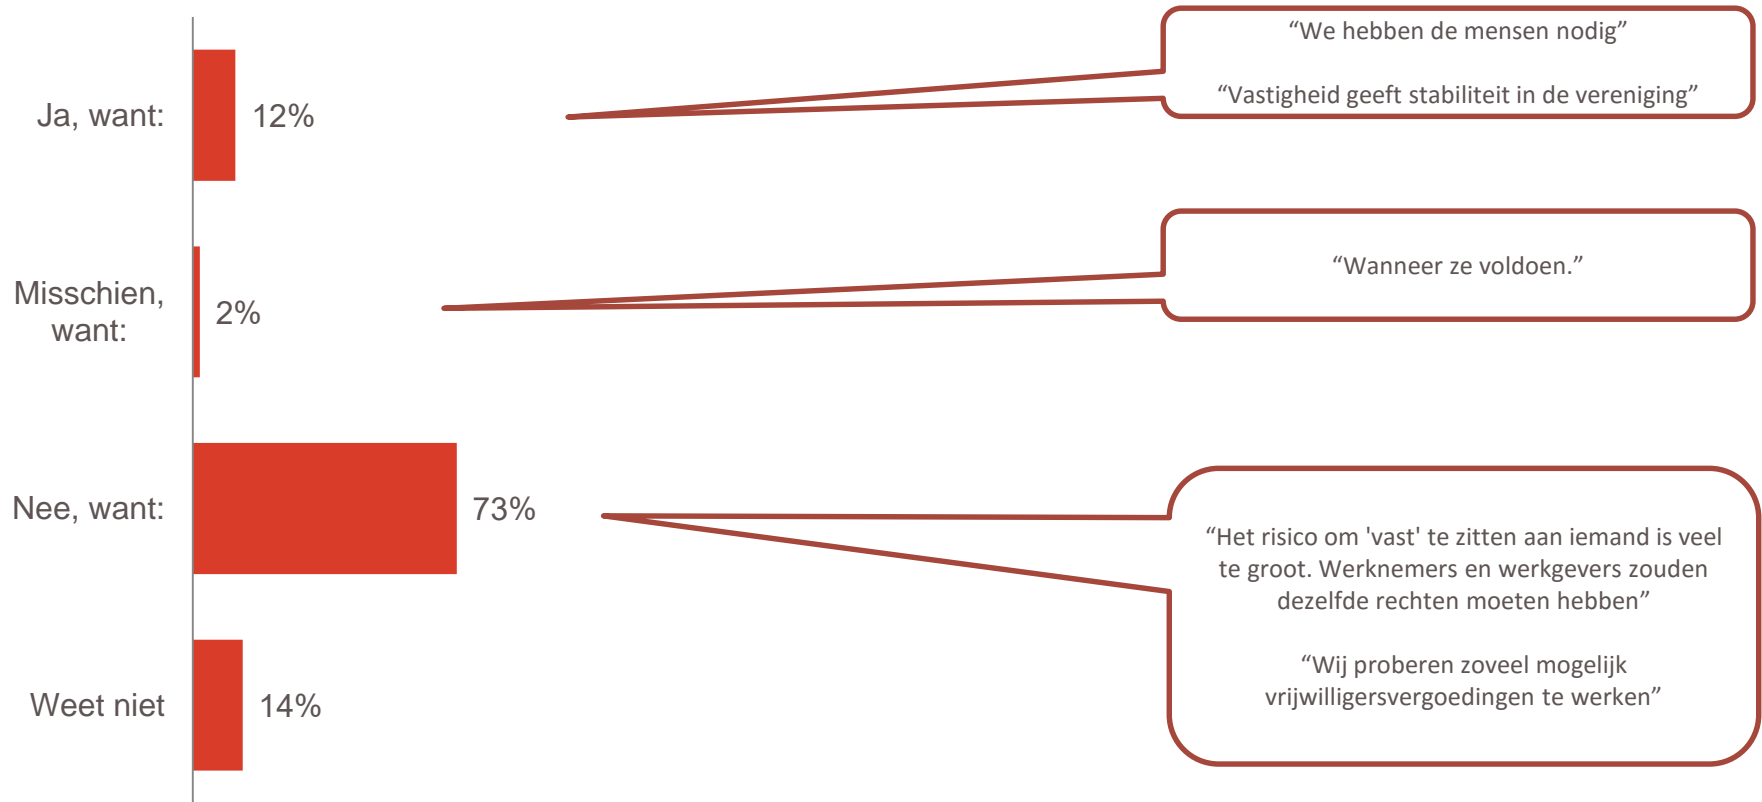 Ja, want:
12%
“We hebben de mensen nodig”
“Vastigheid geeft stabiliteit in de vereniging”
Misschien,
want:
2%
“Wanneer ze voldoen.”
Nee, want:
73%
“Het risico om 'vast' te zitten aan iemand is veel
te groot. Werknemers en werkgevers zouden
dezelfde rechten moeten hebben”
“Wij proberen zoveel mogelijk
vrijwilligersvergoedingen te werken”
Weet niet
14%